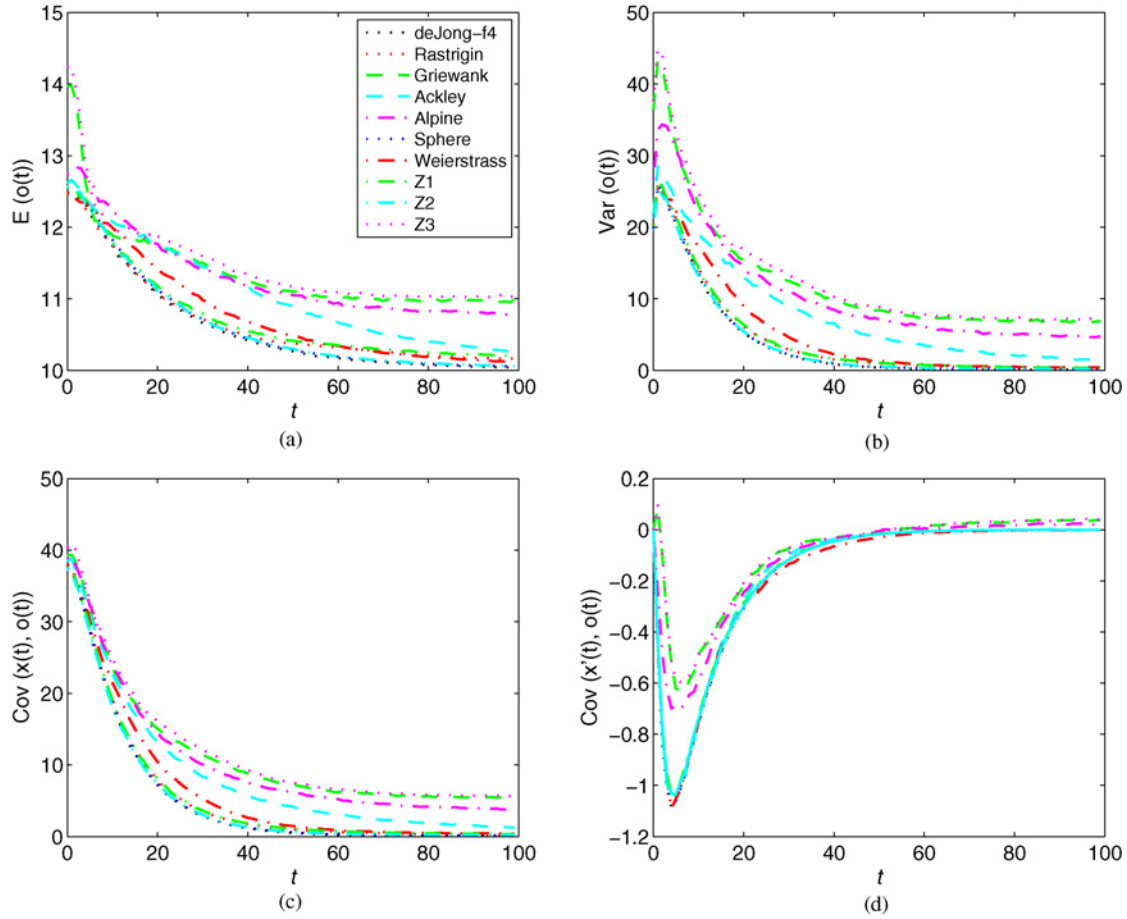 15
14
13
12
11
10
E (o(t))
0
20
40
60
80
100
t
(a)
deJong-f4
Rastrigin
Griewank
Ackley
Alpine
Sphere
Weierstrass
Z1
Z2
Z3
50
40
30
20
10
0
Var (o(t))
0
20
40
60
80
100
t
(b)
50
40
30
20
10
0
Cov (x(t), o(t))
0
20
40
60
80
100
t
(c)
0.2
0
−0.2
−0.4
−0.6
−0.8
−1
−1.2
Cov (x'(t), o(t))
0
20
40
60
80
100
t
(d)